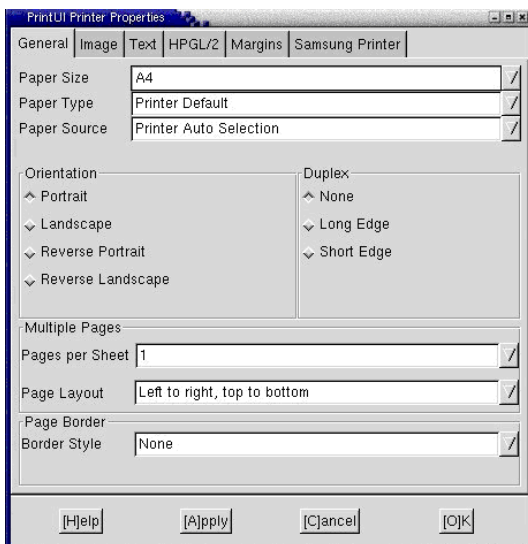 PrintUI Printer Properties
General Image Text HPGL/2 Margins Samsung Printer
Paper Size A4
Paper Type Printer Default
Paper Source Printer Auto Selection
Orientation
Portrait
Landscape
Reverse Portrait
Reverse Landscape
Duplex
None
Long Edge
Short Edge
Multiple Pages
Pages per Sheet 1
Page Layout Left to right, top to bottom
Page Border
Border Style None
[H]elp [A]pply [C]ancel [O]K